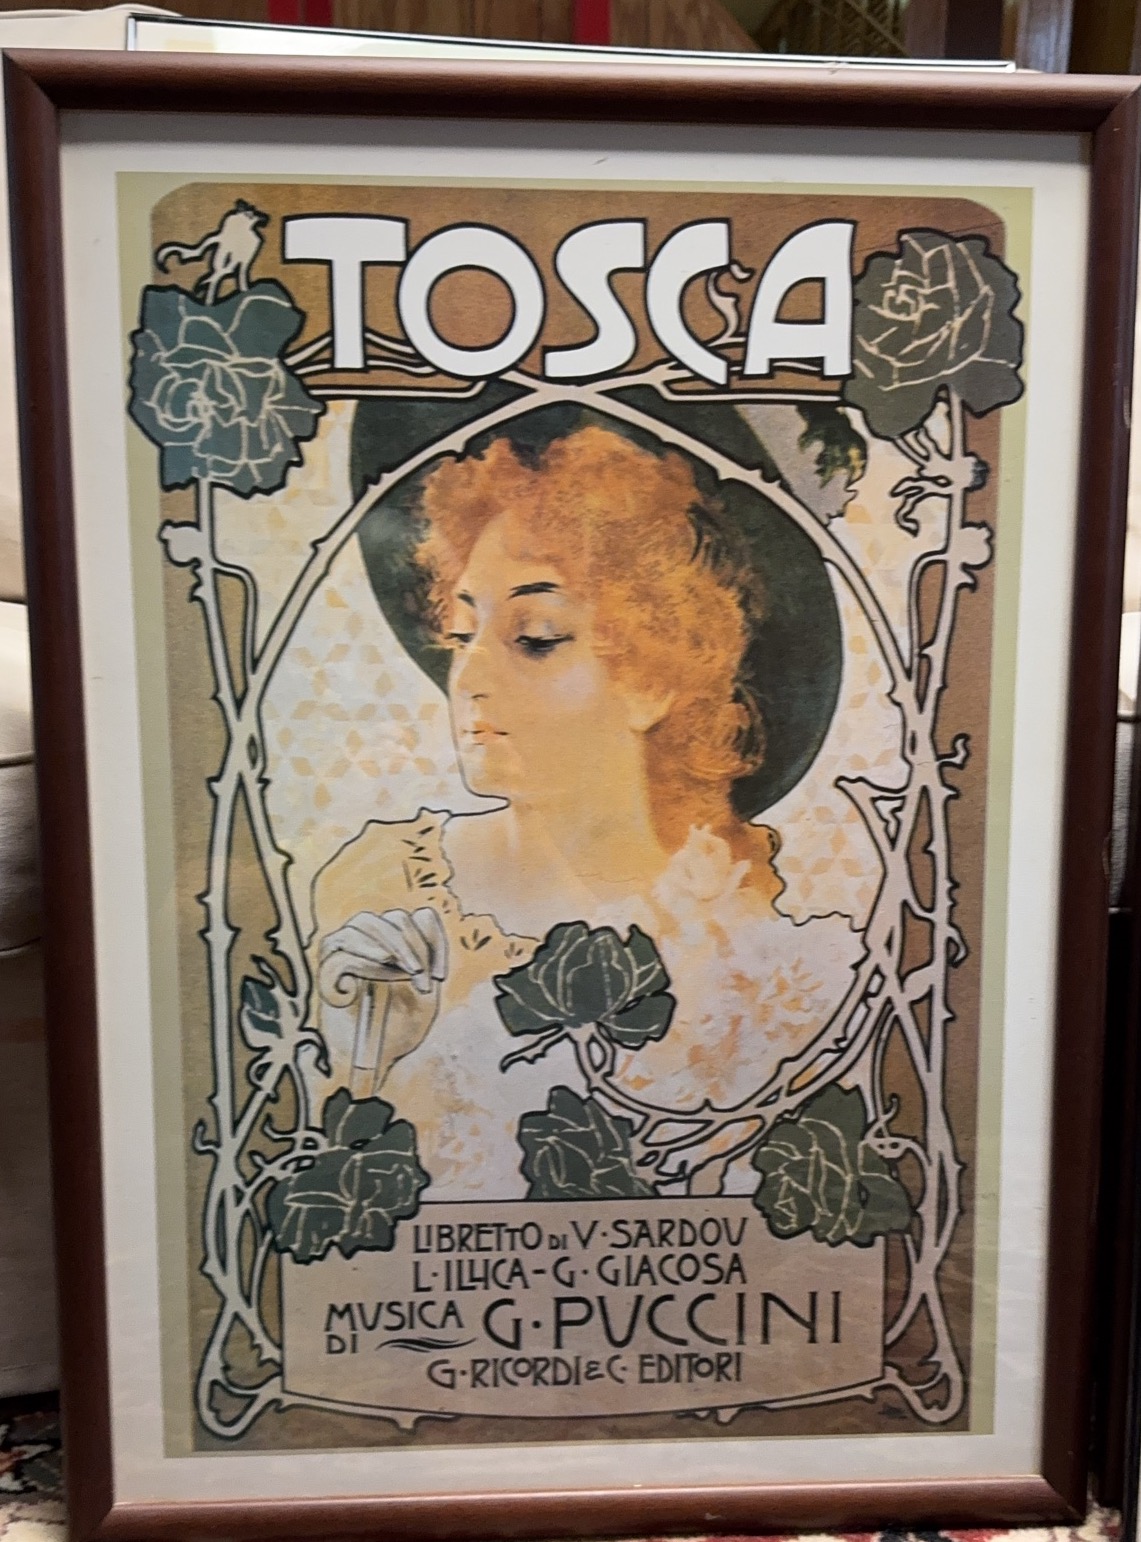 TOSCA
LIBRETTO DI V·SARDOU
L·ILLICA-G·GIACOSA
MUSICA DI G·PUCCINI
G·RICORDI & C· EDITORI